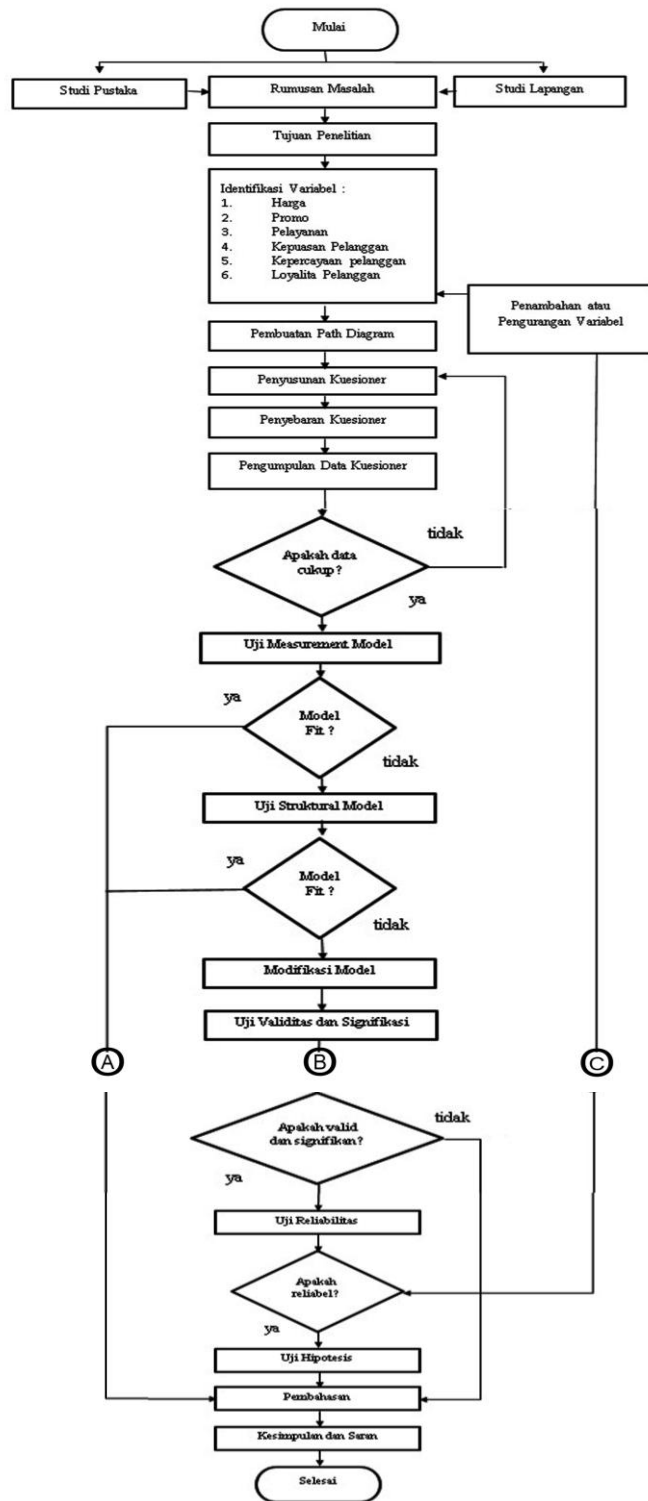 Mulai
Studi Pustaka
Rumusan Masalah
Studi Lapangan
Tujuan Penelitian
Identifikasi Variabel :
1. Harga
2. Promo
3. Pelayanan
4. Kepuasan Pelanggan
5. Kepercayaan pelanggan
6. Loyalita Pelanggan
Penambahan atau
Pengurangan Variabel
Pembuatan Path Diagram
Penyusunan Kuesioner
Penyebaran Kuesioner
Pengumpulan Data Kuesioner
tidak
Apakah data
cukup ?
ya
Uji Measurement Model
ya
Model
Fit ?
tidak
Uji Struktural Model
ya
Model
Fit ?
tidak
Modifikasi Model
Uji Validitas dan Signifikasi
A
B
C
tidak
Apakah valid
dan signifikan?
ya
Uji Reliabilitas
Apakah
reliabel?
ya
Uji Hipotesis
Pembahasan
Kesimpulan dan Saran
Selesai